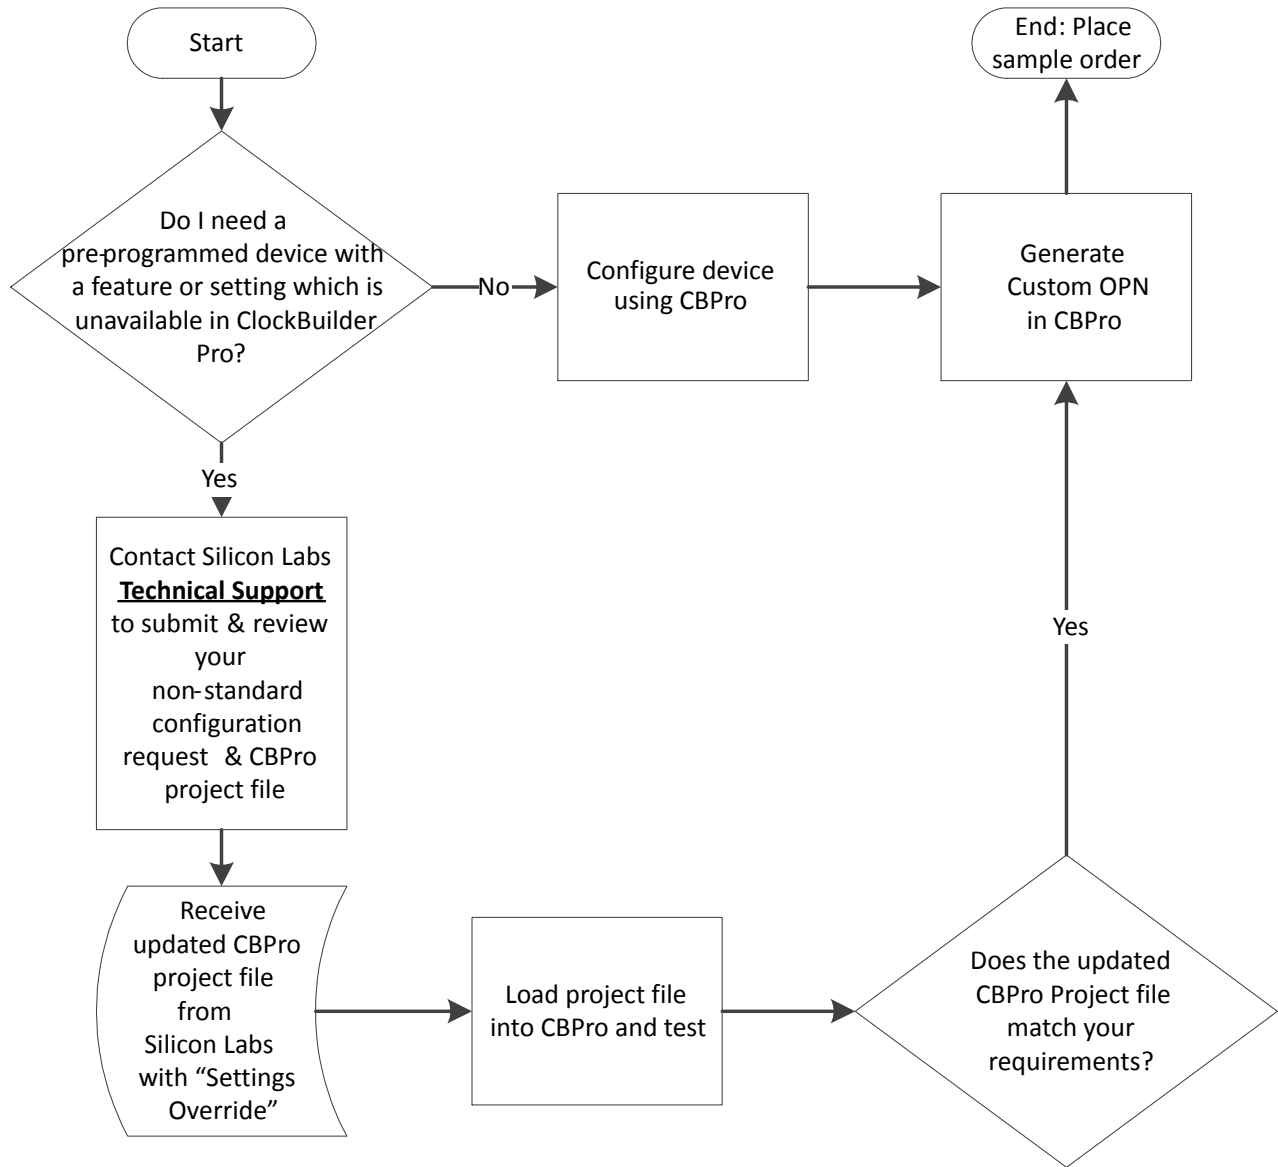 Start
End: Place
sample order
Do I need a
pre-programmed device with
a feature or setting which is
unavailable in ClockBuilder
Pro?
No
Configure device
using CBPro
Generate
Custom OPN
in CBPro
Yes
Contact Silicon Labs
Technical Support
to submit & review
your
non-standard
configuration
request & CBPro
project file
Yes
Receive
updated CBPro
project file
from
Silicon Labs
with “Settings
Override”
Load project file
into CBPro and test
Does the updated
CBPro Project file
match your
requirements?